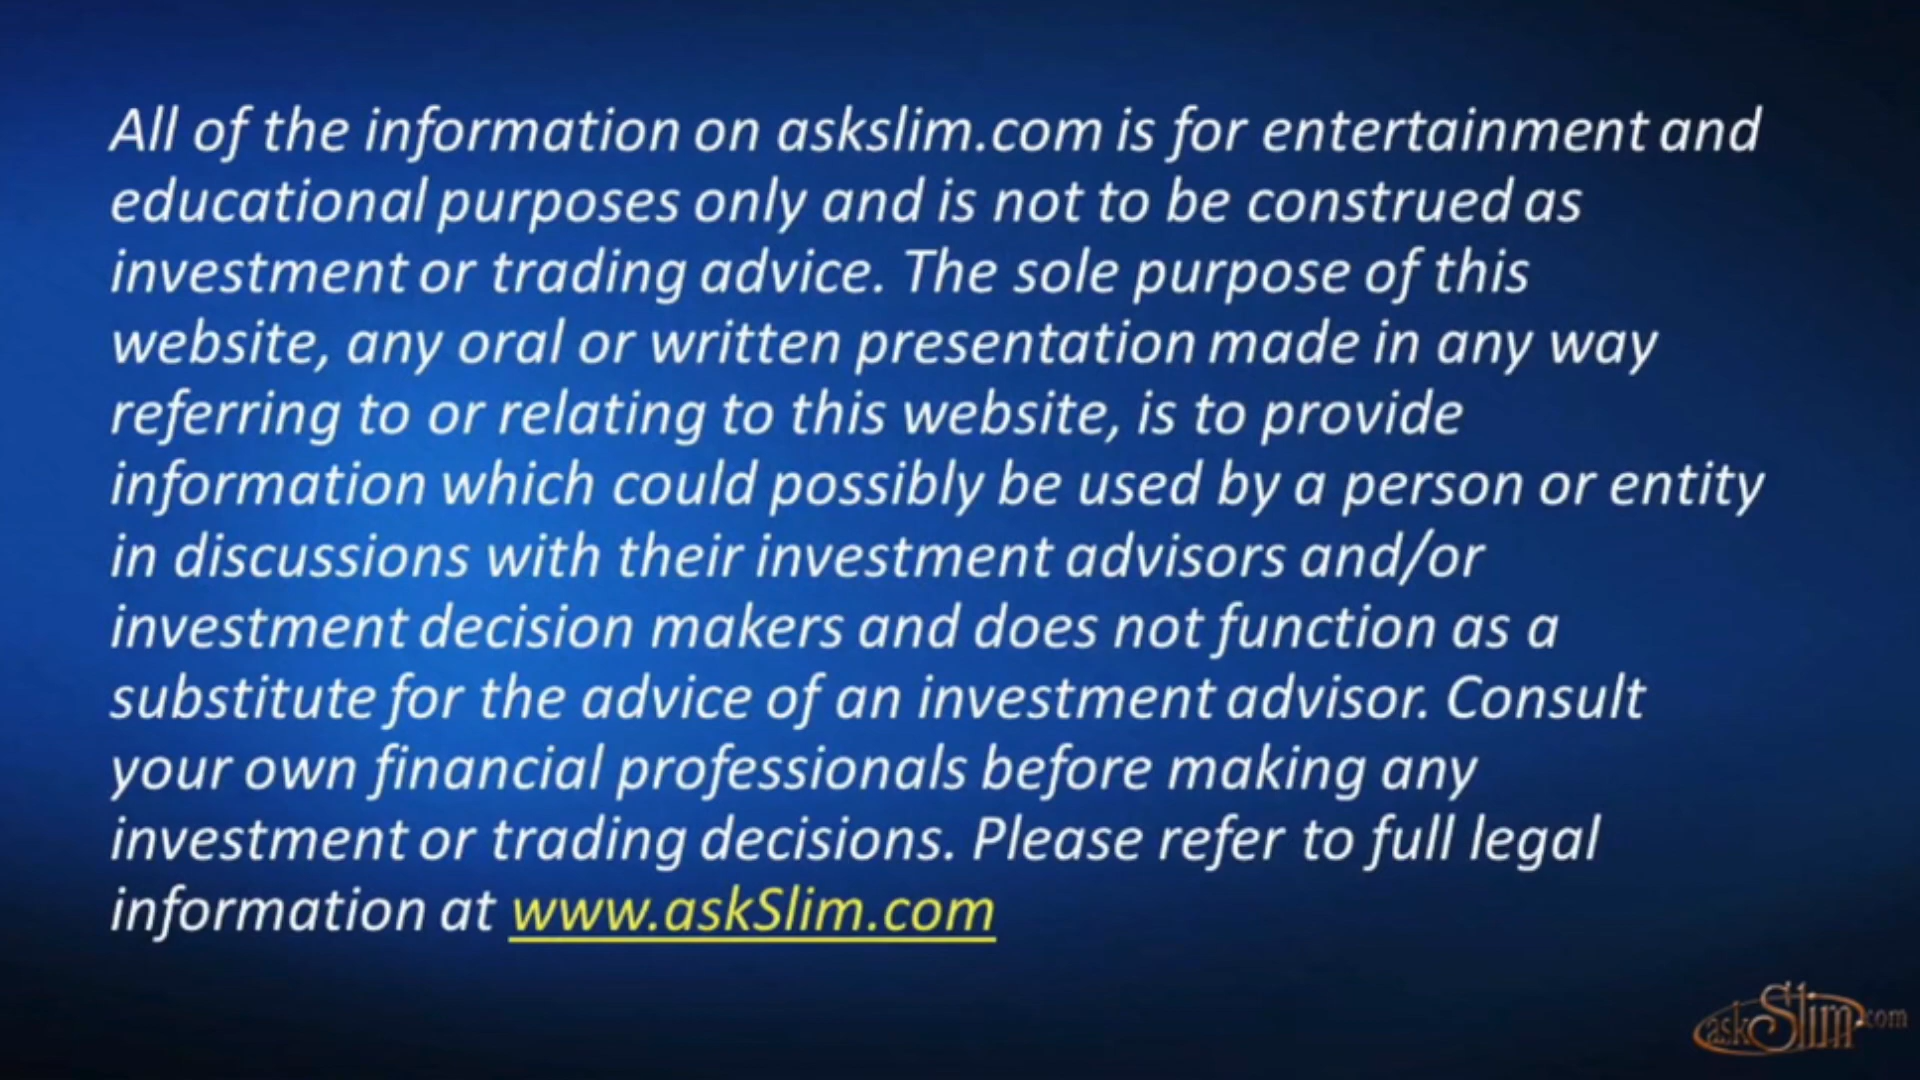 All of the information on askslim.com is for entertainment and
educational purposes only and is not to be construed as
investment or trading advice. The sole purpose of this
website, any oral or written presentation made in any way
referring to or relating to this website, is to provide
information which could possibly be used by a person or entity
in discussions with their investment advisors and/or
investment decision makers and does not function as a
substitute for the advice of an investment advisor. Consult
your own financial professionals before making any
investment or trading decisions. Please refer to full legal
information at www.askSlim.com
askSlim.com